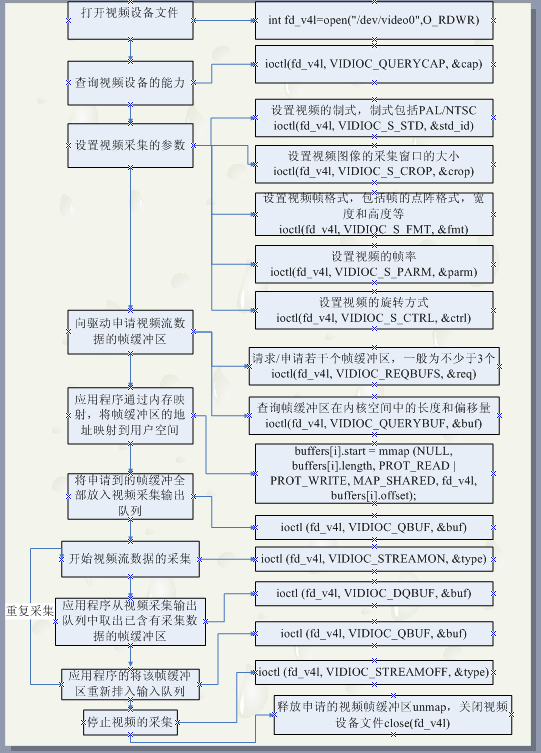 打开视频设备文件
int fd_v4l=open("/dev/video0",O_RDWR)
查询视频设备的能力
ioctl(fd_v4l, VIDIOC_QUERYCAP, &cap)
设置视频采集的参数
设置视频的制式，制式包括PAL/NTSC
ioctl(fd_v4l, VIDIOC_S_STD, &std_id)
设置视频图像的采集窗口的大小
ioctl(fd_v4l, VIDIOC_S_CROP, &crop)
设置视频帧格式，包括帧的点阵格式，宽
度和高度等
ioctl(fd_v4l, VIDIOC_S_FMT, &fmt)
设置视频的帧率
ioctl(fd_v4l, VIDIOC_S_PARM, &parm)
设置视频的旋转方式
ioctl(fd_v4l, VIDIOC_S_CTRL, &ctrl)
向驱动申请视频流数
据的帧缓冲区
请求/申请若干个帧缓冲区，一般为不少于3个
ioctl(fd_v4l, VIDIOC_REQBUFS, &req)
查询帧缓冲区在内核空间中的长度和偏移量
ioctl(fd_v4l, VIDIOC_QUERYBUF, &buf)
应用程序通过内存映
射，将帧缓冲区的地
址映射到用户空间
buffers[i].start = mmap (NULL,
buffers[i].length, PROT_READ |
PROT_WRITE, MAP_SHARED, fd_v4l,
buffers[i].offset);
将申请到的帧缓冲全
部放入视频采集输出
队列
ioctl (fd_v4l, VIDIOC_QBUF, &buf)
开始视频流数据的采集
ioctl (fd_v4l, VIDIOC_STREAMON, &type)
重复采集
应用程序从视频采集输出
队列中取出已含有采集数
据的帧缓冲区
ioctl (fd_v4l, VIDIOC_DQBUF, &buf)
应用程序的将该帧缓冲
区重新排入输入队列
ioctl (fd_v4l, VIDIOC_QBUF, &buf)
停止视频的采集
ioctl (fd_v4l, VIDIOC_STREAMOFF, &type)
释放申请的视频帧缓冲区unmap，关闭视频
设备文件close(fd_v4l)